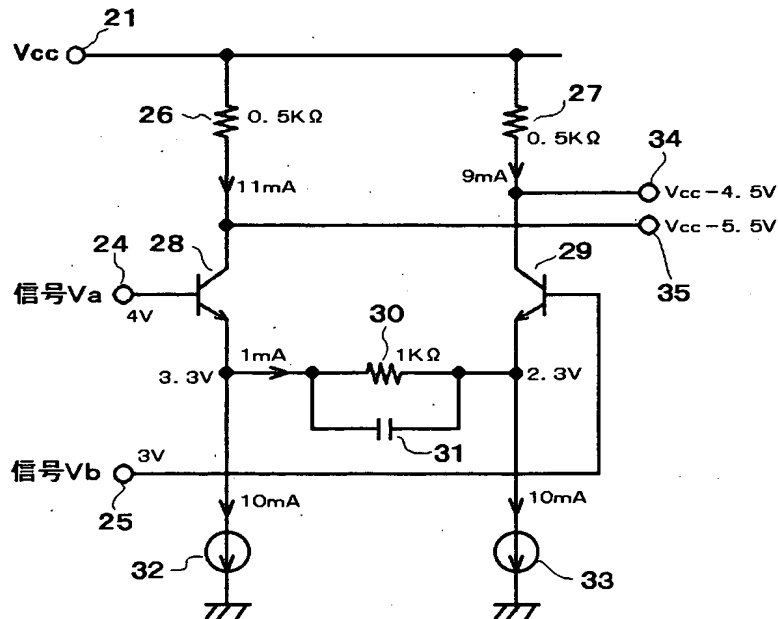 21
Vcc
26
0.5KΩ
27
0.5KΩ
11mA
9mA
34
Vcc−4.5V
Vcc−5.5V
35
24
28
29
信号Va
4V
30
1mA
1KΩ
3.3V
2.3V
31
信号Vb
3V
25
10mA
10mA
32
33